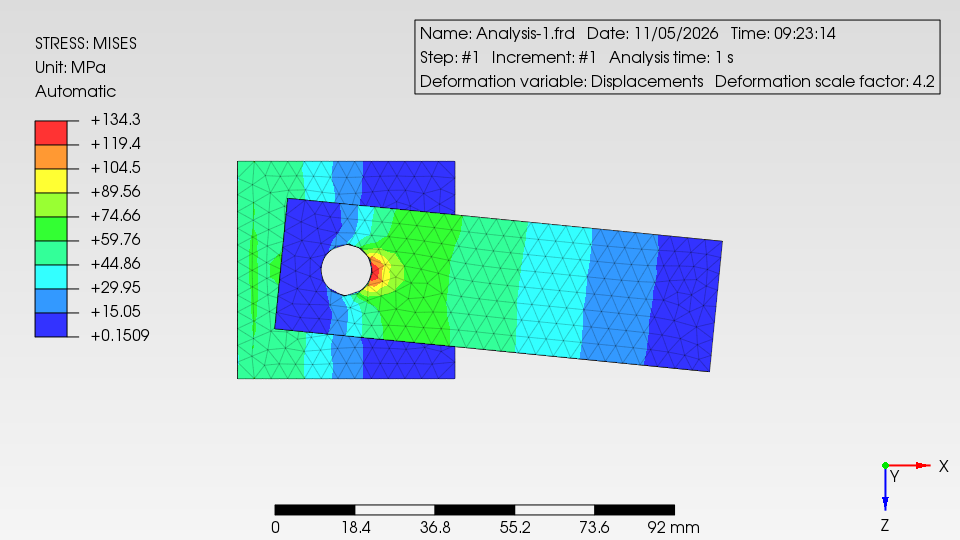 STRESS: MISES
Unit: MPa
Automatic
+134.3
+119.4
+104.5
+89.56
+74.66
+59.76
+44.86
+29.95
+15.05
+0.1509
Name: Analysis-1.frd Date: 11/05/2026 Time: 09:23:14
Step: #1 Increment: #1 Analysis time: 1 s
Deformation variable: Displacements Deformation scale factor: 4.2
X
Y
Z
0 18.4 36.8 55.2 73.6 92 mm